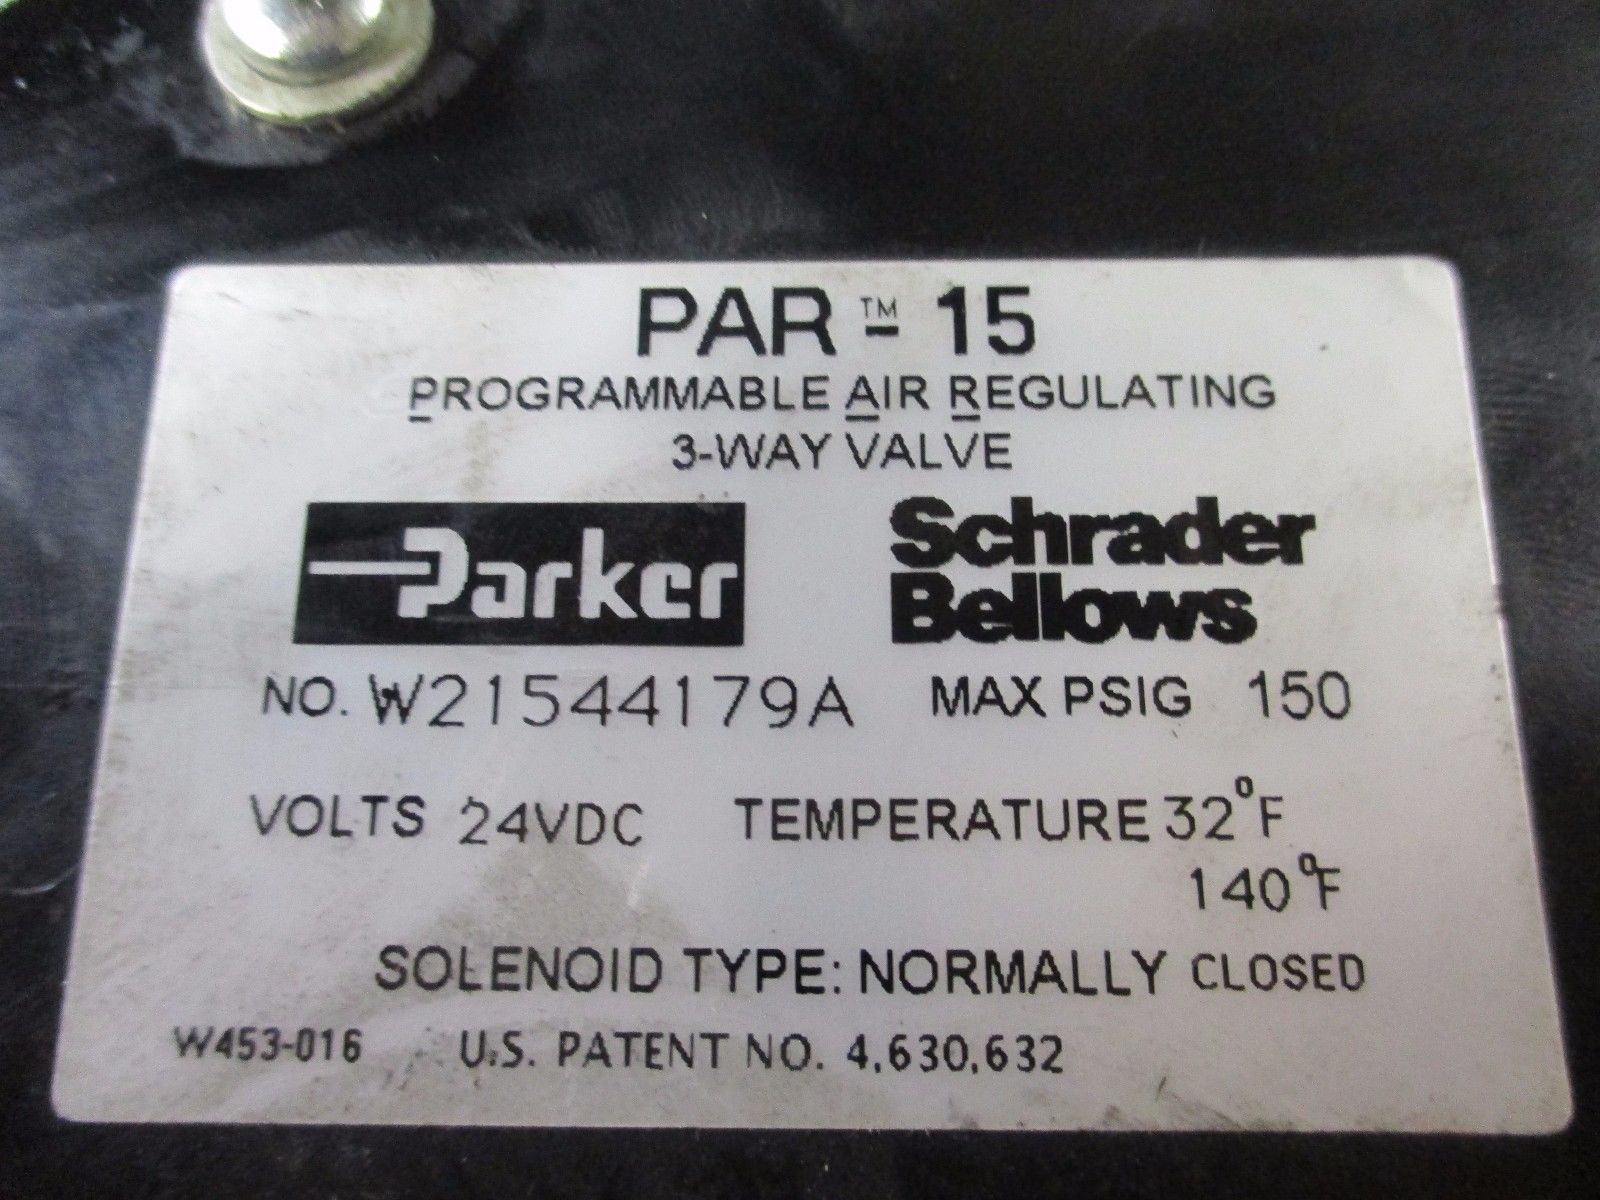 PAR™-15
PROGRAMMABLE AIR REGULATING
3-WAY VALVE
Parker Schrader Bellows
NO. W21544179A MAX PSIG 150
VOLTS 24VDC TEMPERATURE 32°F
140°F
SOLENOID TYPE: NORMALLY CLOSED
W453-016 U.S. PATENT NO. 4,630,632